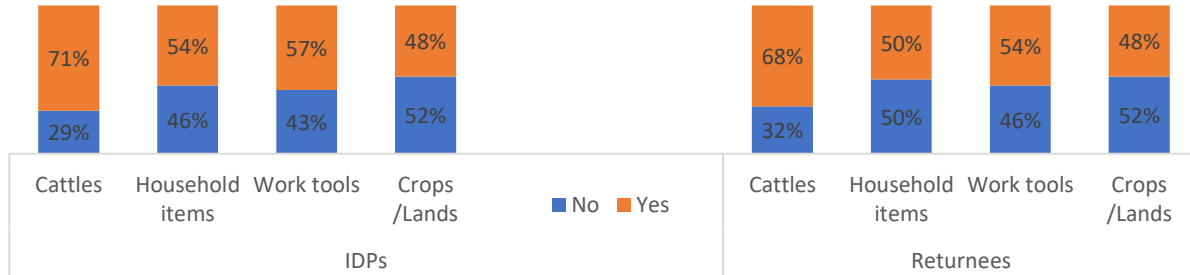 71% 54% 57% 48% 68% 50% 54% 48%
29% 46% 43% 52% 32% 50% 46% 52%
Cattles Household Work tools Crops Cattles Household Work tools Crops
items /Lands No Yes items /Lands
IDPs Returnees